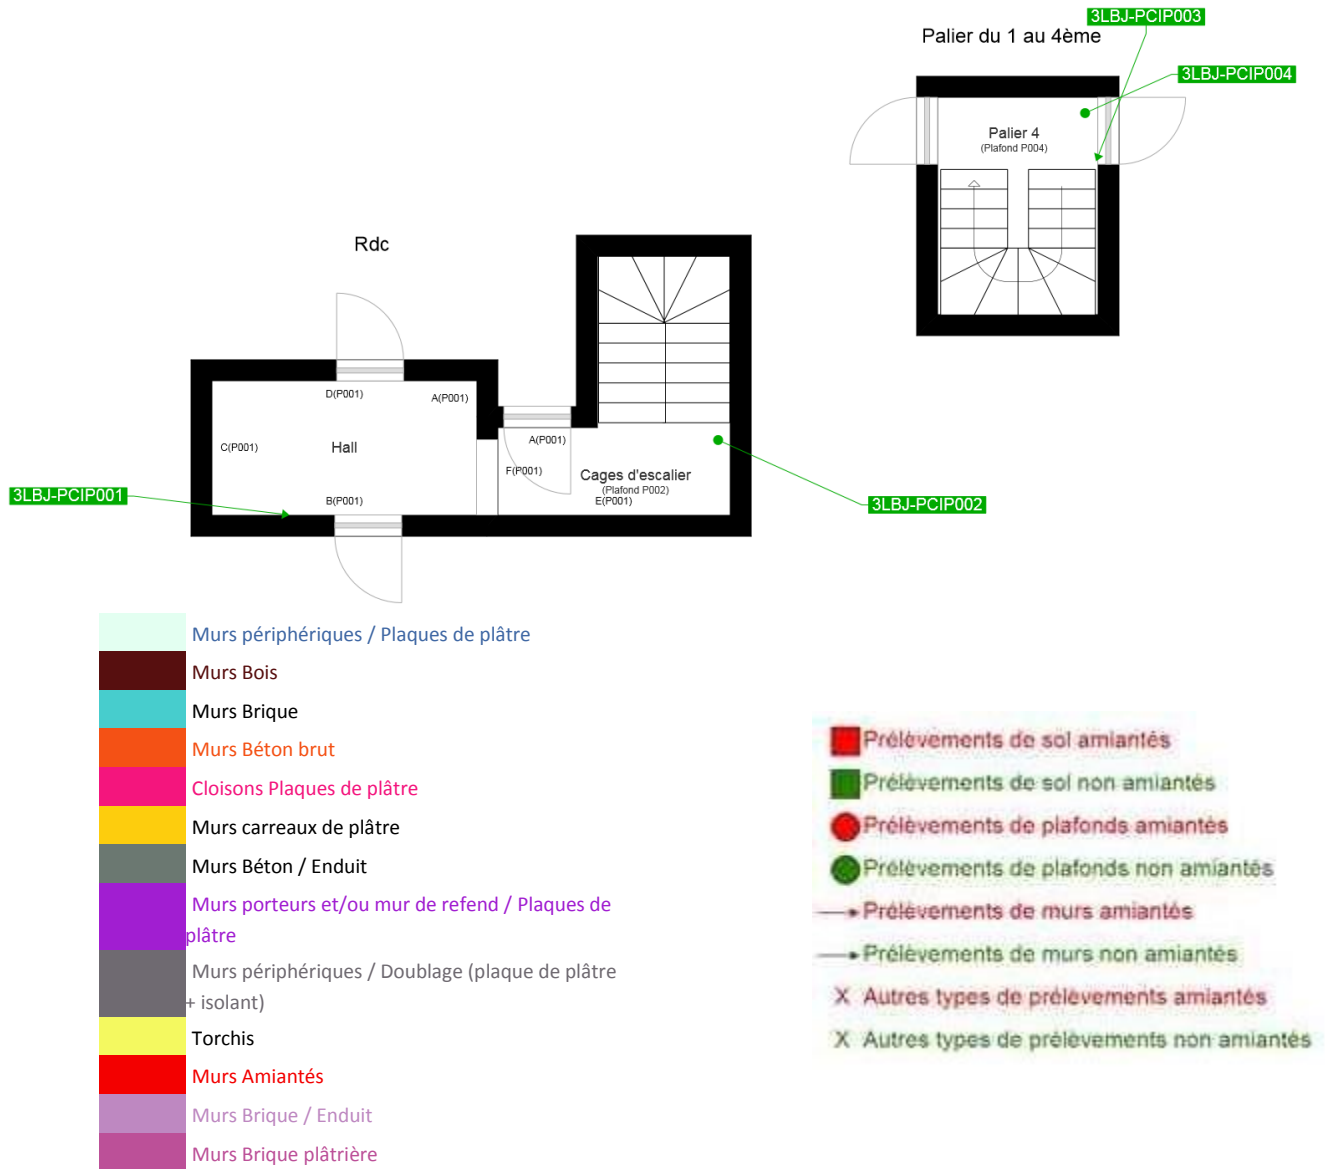 3LBJ-PCIP003
Palier du 1 au 4ème
3LBJ-PCIP004
Palier 4
(Plafond P004)
Rdc
D(P001)
A(P001)
C(P001)
Hall
A(P001)
F(P001)
Cages d'escalier
(Plafond P002)
E(P001)
B(P001)
3LBJ-PCIP001
3LBJ-PCIP002
Murs périphériques / Plaques de plâtre
Murs Bois
Murs Brique
Murs Béton brut
Cloisons Plaques de plâtre
Murs carreaux de plâtre
Murs Béton / Enduit
Murs porteurs et/ou mur de refend / Plaques de
plâtre
Murs périphériques / Doublage (plaque de plâtre
+ isolant)
Torchis
Murs Amiantés
Murs Brique / Enduit
Murs Brique plâtrière
Prélèvements de sol amiantés
Prélèvements de sol non amiantés
Prélèvements de plafonds amiantés
Prélèvements de plafonds non amiantés
Prélèvements de murs amiantés
Prélèvements de murs non amiantés
X Autres types de prélèvements amiantés
X Autres types de prélèvements non amiantés